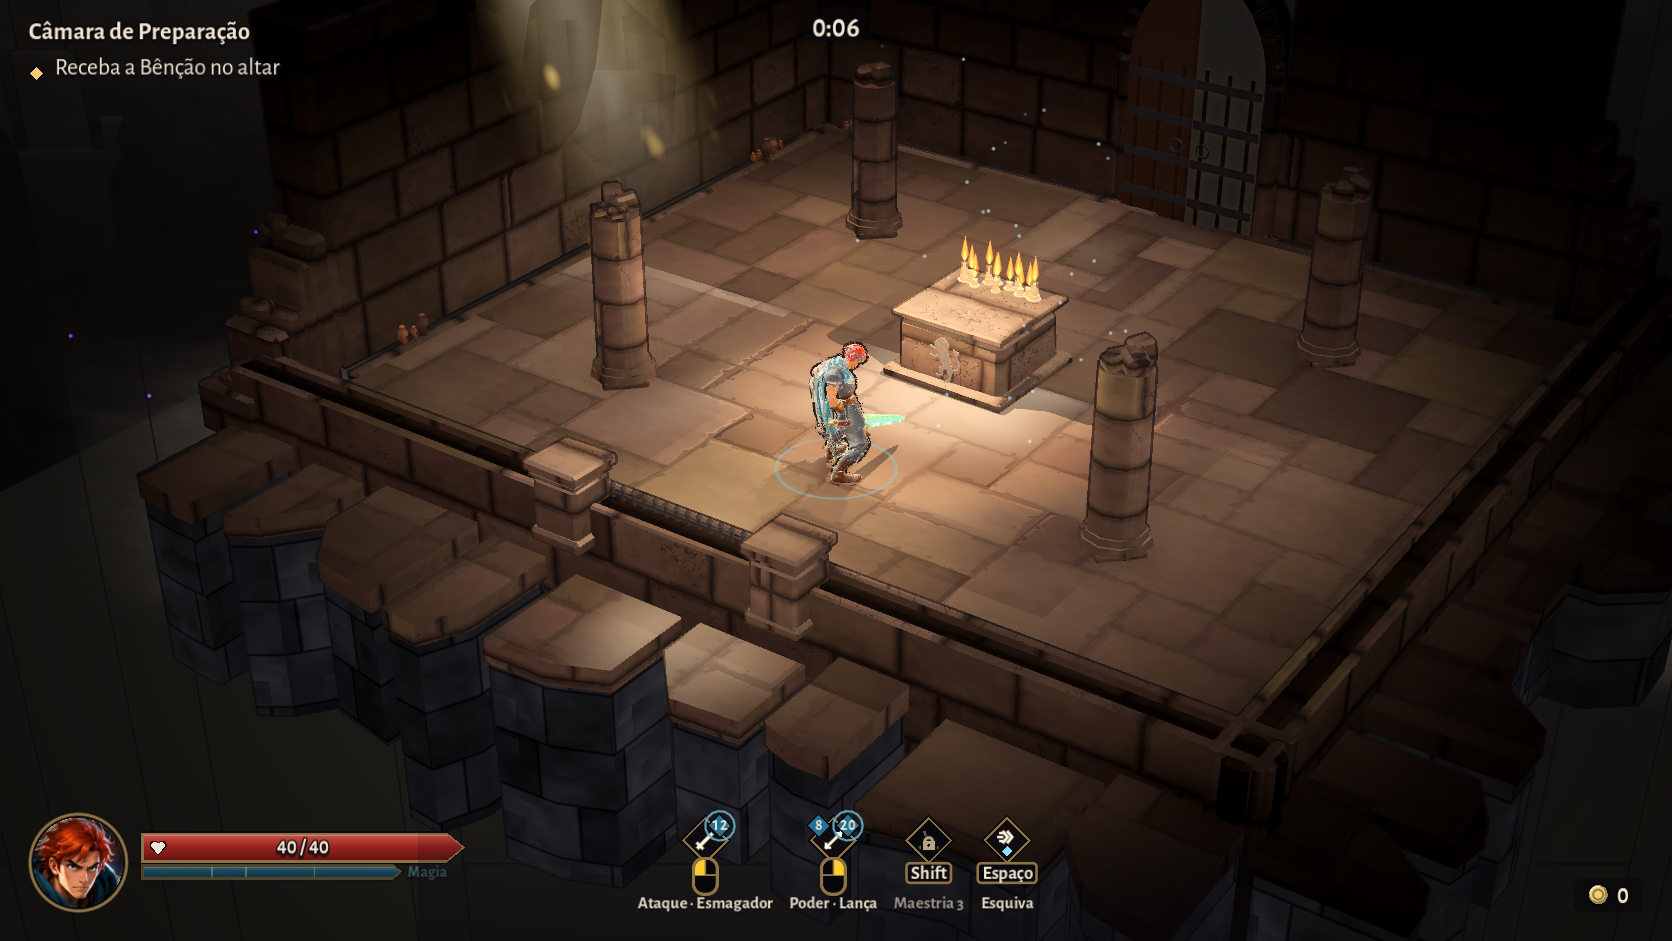 Câmara de Preparação
0:06
Receba a Bênção no altar
12
8
20
40/40
Magia
Shift
Espaço
Ataque · Esmagador
Poder · Lança
Maestria 3
Esquiva
0